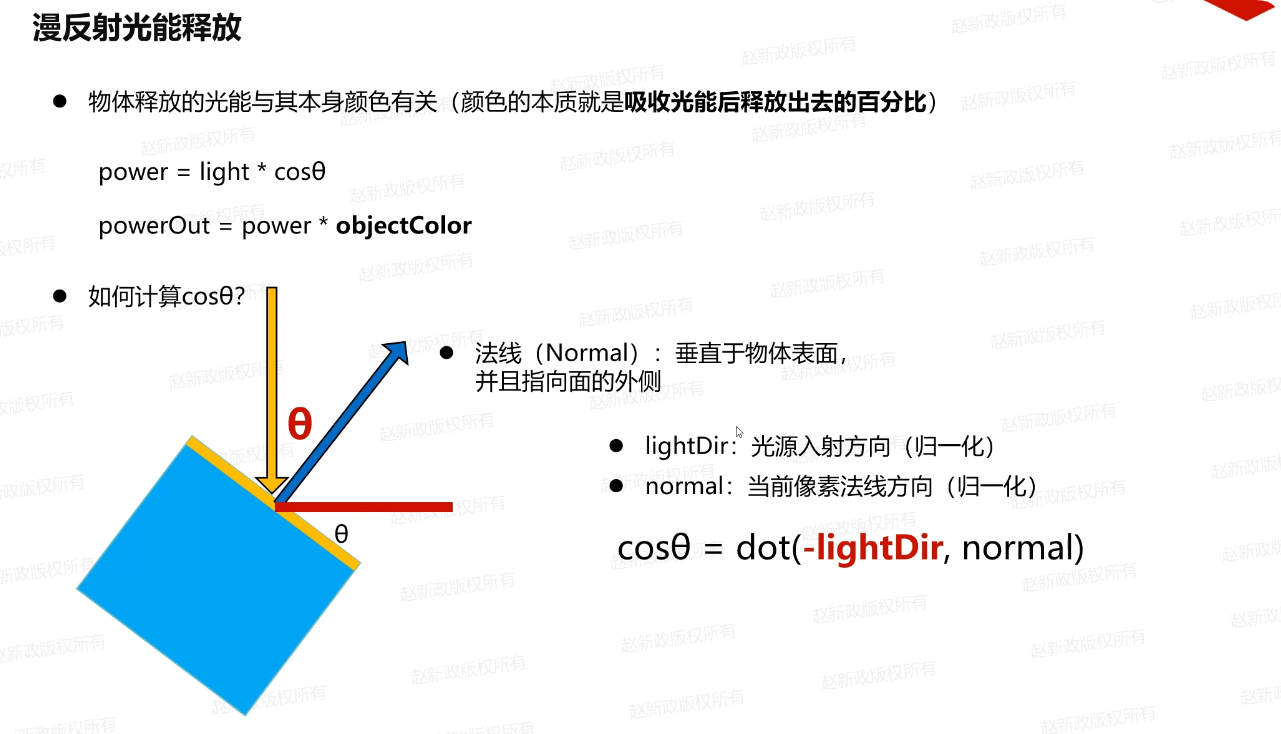 漫反射光能释放
物体释放的光能与其本身颜色有关（颜色的本质就是吸收光能后释放出去的百分比）
power = light * cosθ
powerOut = power * objectColor
如何计算cosθ?
法线（Normal）：垂直于物体表面，
并且指向面的外侧
θ
lightDir：光源入射方向（归一化）
normal：当前像素法线方向（归一化）
θ
cosθ = dot(-lightDir, normal)
赵新政版权所有